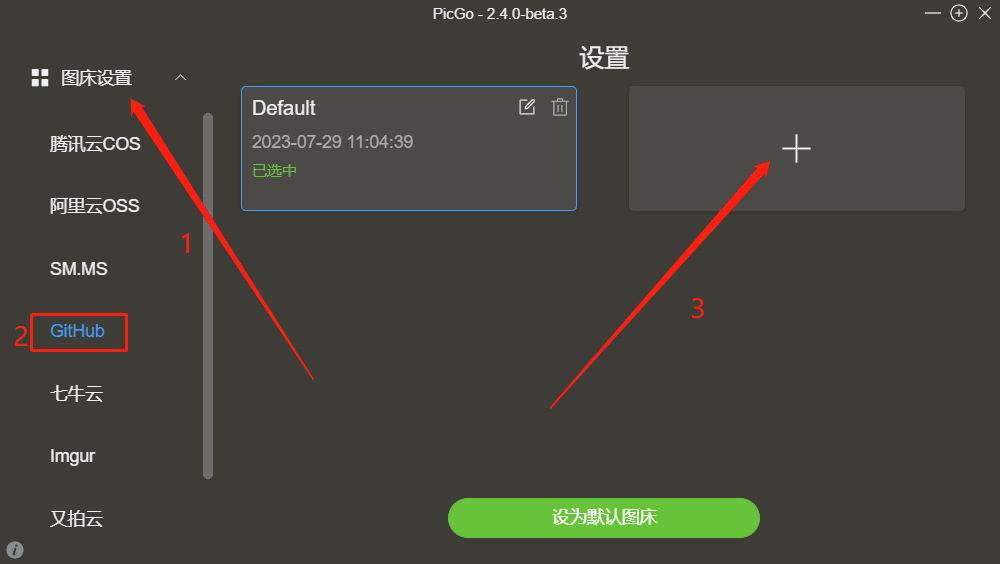 PicGo - 2.4.0-beta.3
图床设置
设置
Default
2023-07-29 11:04:39
已选中
腾讯云COS
阿里云OSS
1
SM.MS
3
2
GitHub
七牛云
Imgur
又拍云
设为默认图床
i